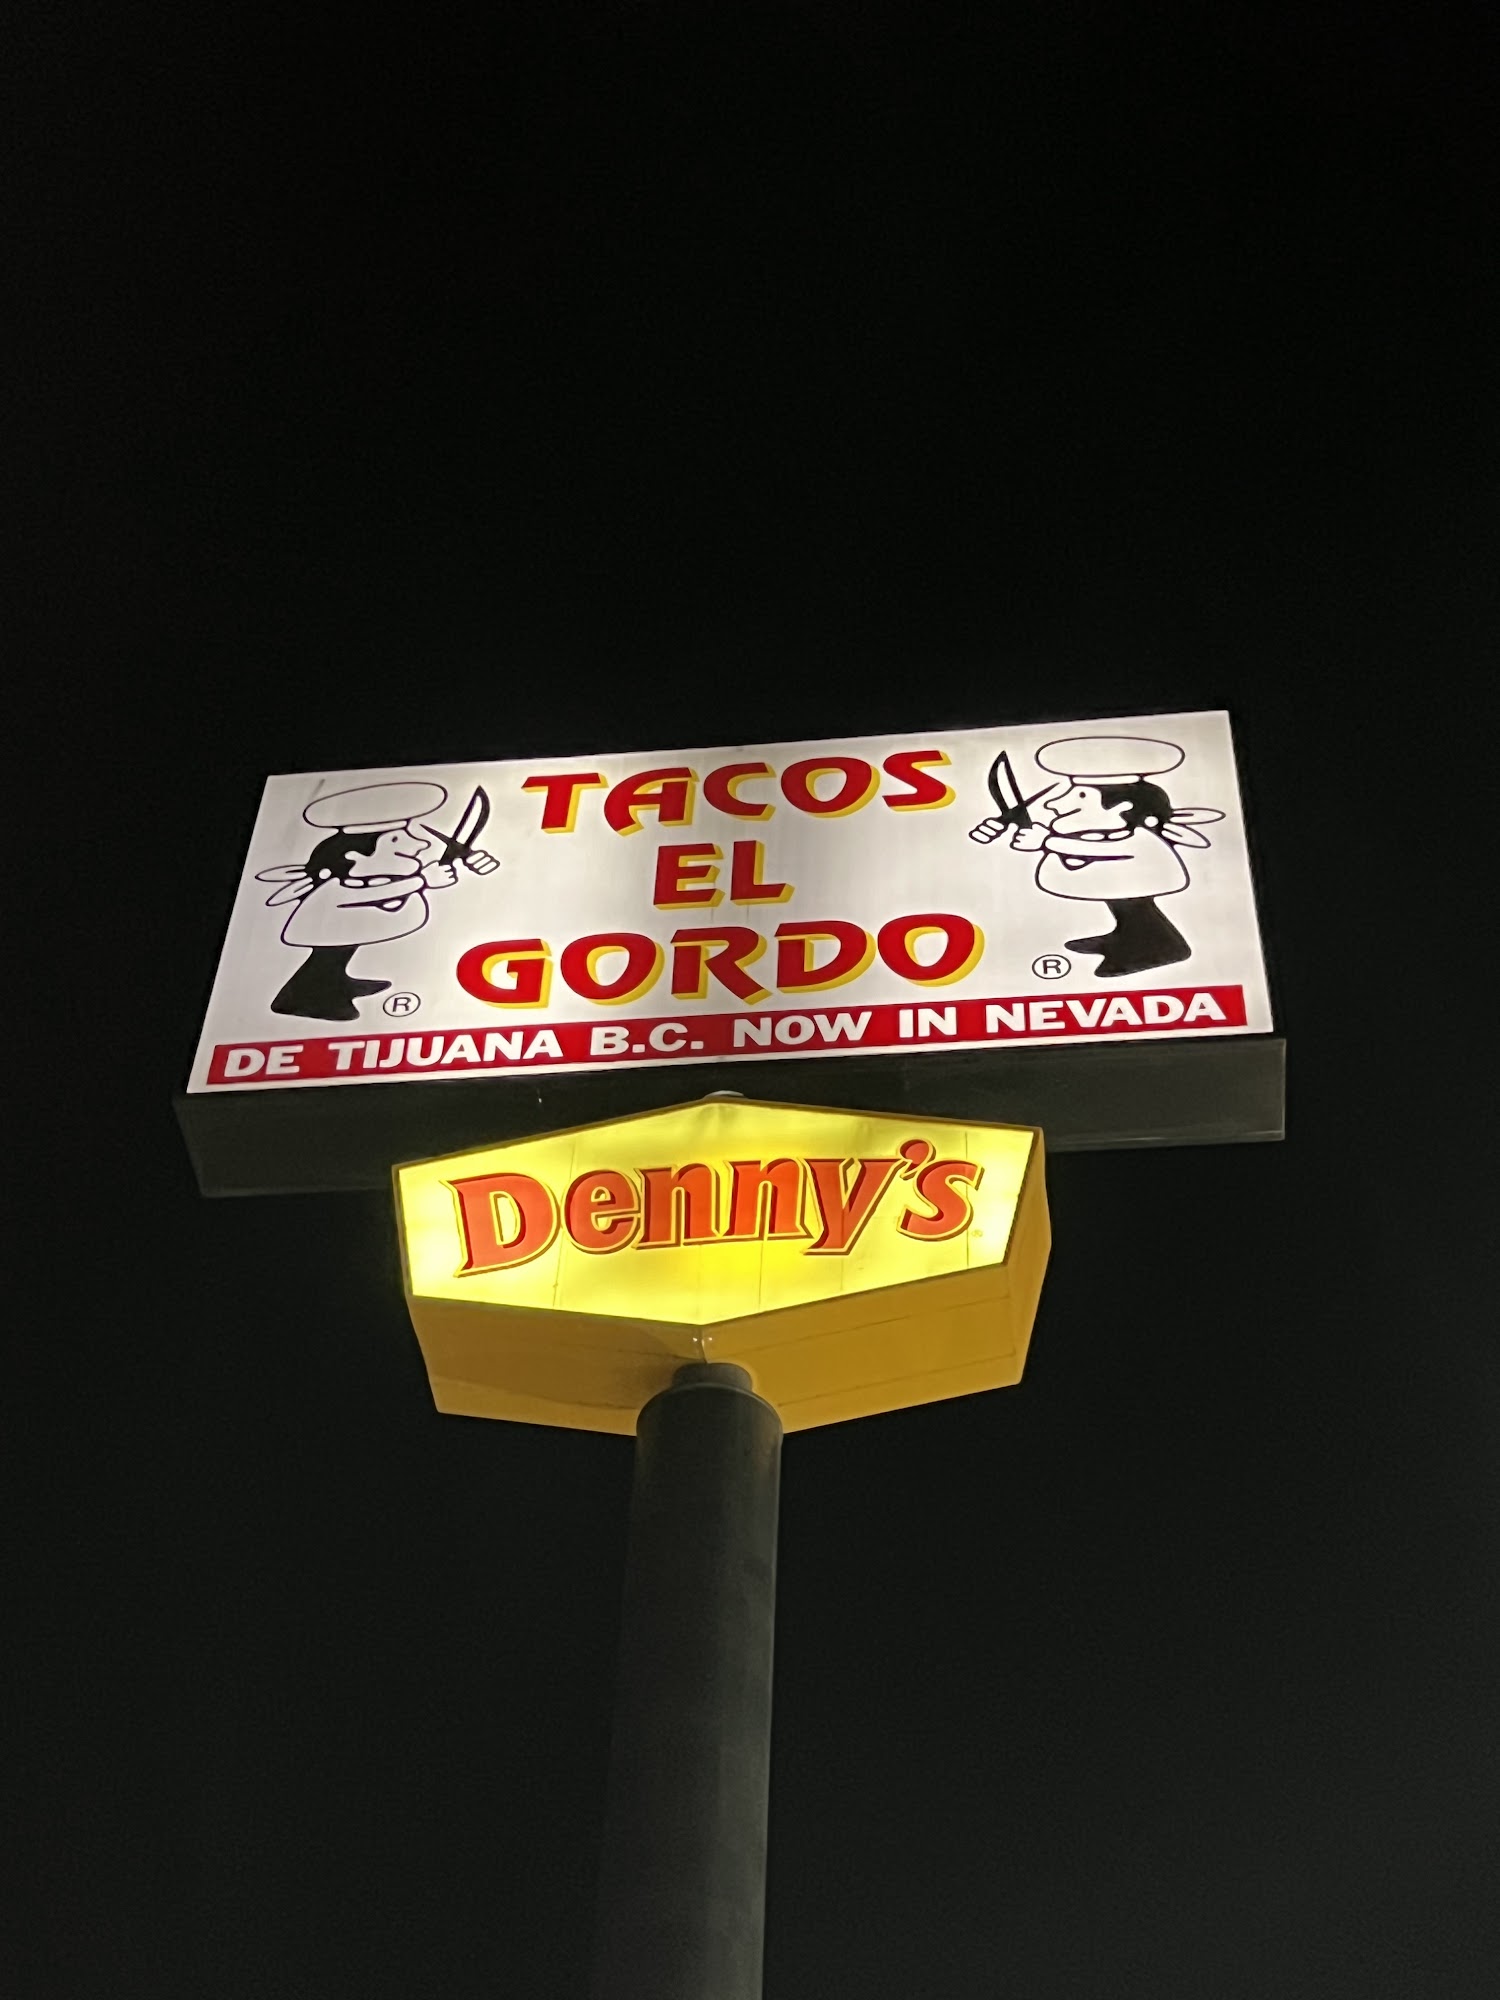 TACOS
EL
GORDO
®
®
DE TIJUANA B.C. NOW IN NEVADA
Denny's